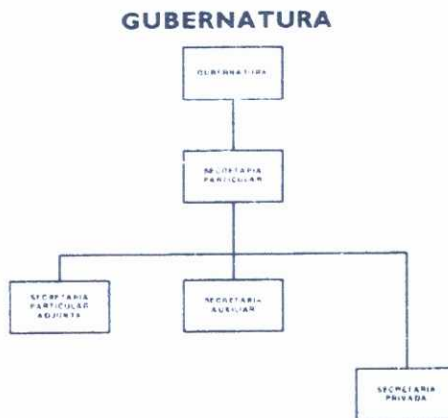 GUBERNATURA
GUBERNATURA
SECRETARIA
PARTICULAR
SECRETARIA
PARTICULAR
ADJUNTA
SECRETARIA
AUXILIAR
SECRETARIA
PRIVADA